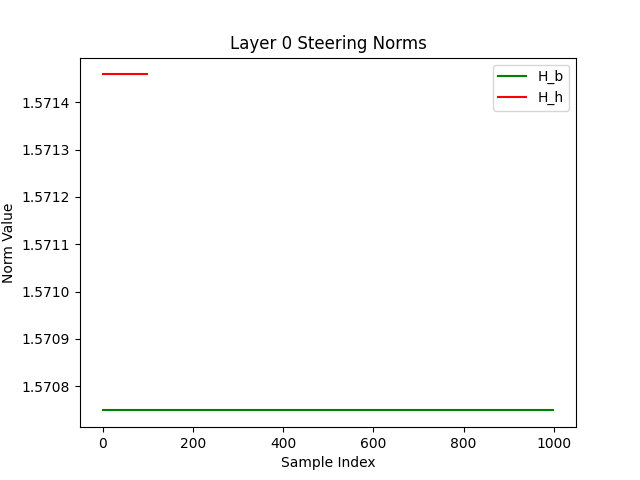 Layer 0 Steering Norms
H_b
H_h
1.5714
1.5713
1.5712
1.5711
1.5710
1.5709
1.5708
Norm Value
0
200
400
600
800
1000
Sample Index